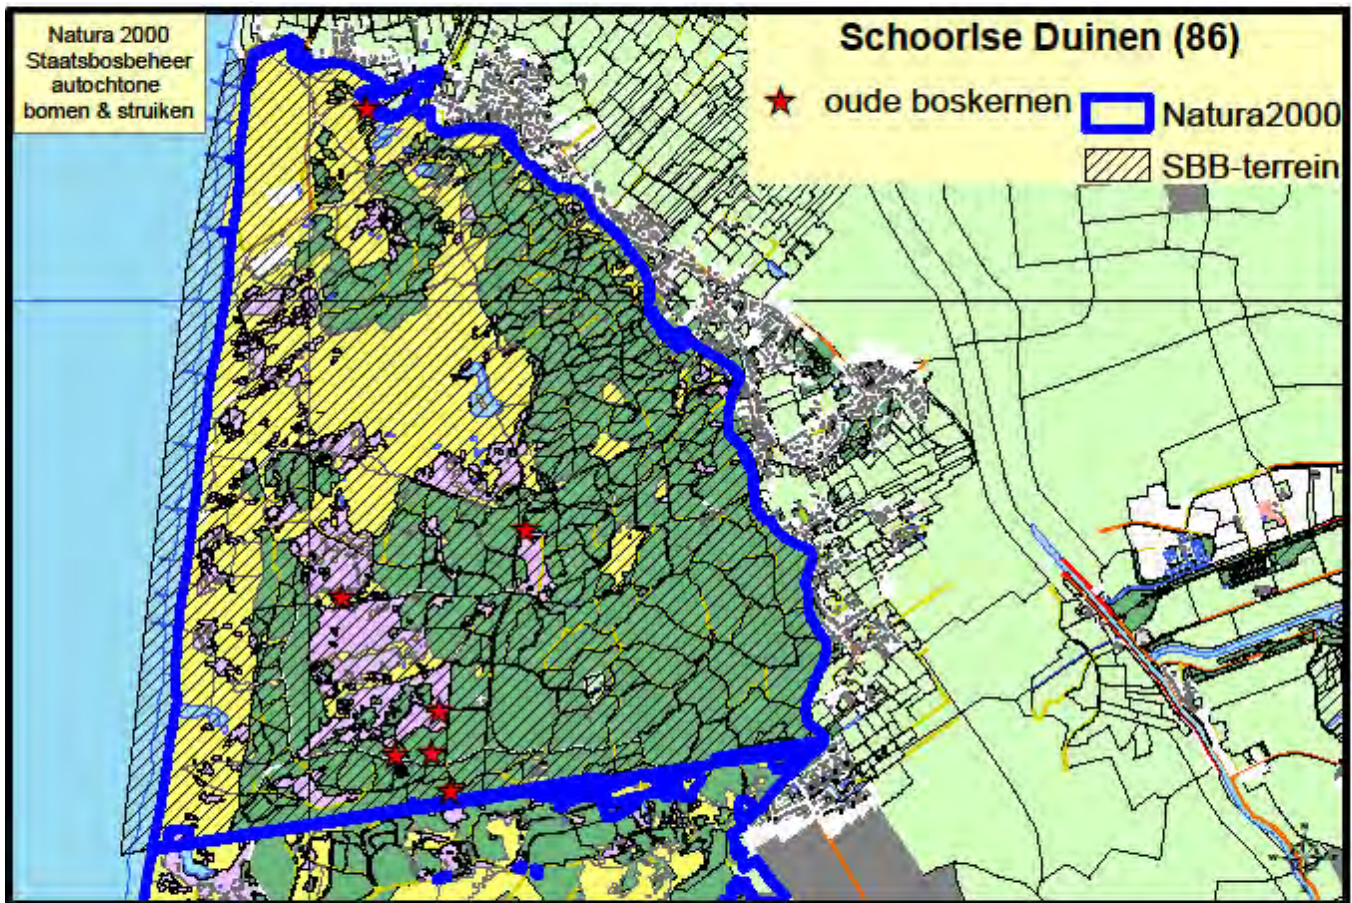 Natura 2000
Staatsbosbeheer
autochtone
bomen & struiken
Schoorlse Duinen (86)
oude boskernen
Natura2000
SBB-terrein